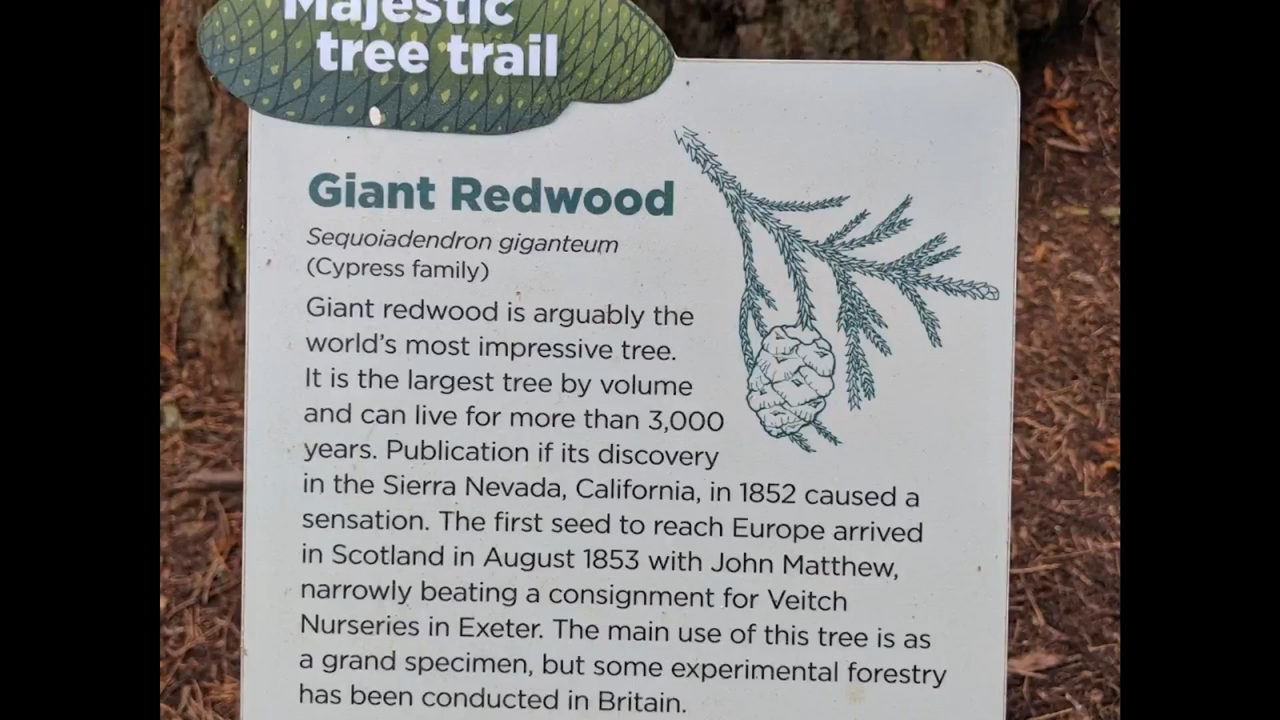 Majestic
tree trail
Giant Redwood
Sequoiadendron giganteum
(Cypress family)
Giant redwood is arguably the
world's most impressive tree.
It is the largest tree by volume
and can live for more than 3,000
years. Publication if its discovery
in the Sierra Nevada, California, in 1852 caused a
sensation. The first seed to reach Europe arrived
in Scotland in August 1853 with John Matthew,
narrowly beating a consignment for Veitch
Nurseries in Exeter. The main use of this tree is as
a grand specimen, but some experimental forestry
has been conducted in Britain.